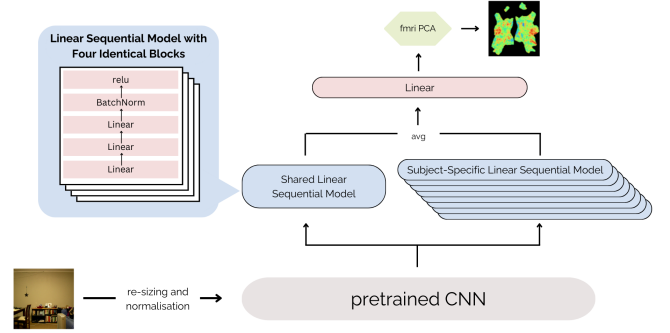 fmri PCA
Linear Sequential Model with
Four Identical Blocks
relu
BatchNorm
Linear
Linear
Linear
Linear
avg
Shared Linear
Sequential Model
Subject-Specific Linear Sequential Model
re-sizing and
normalisation
pretrained CNN